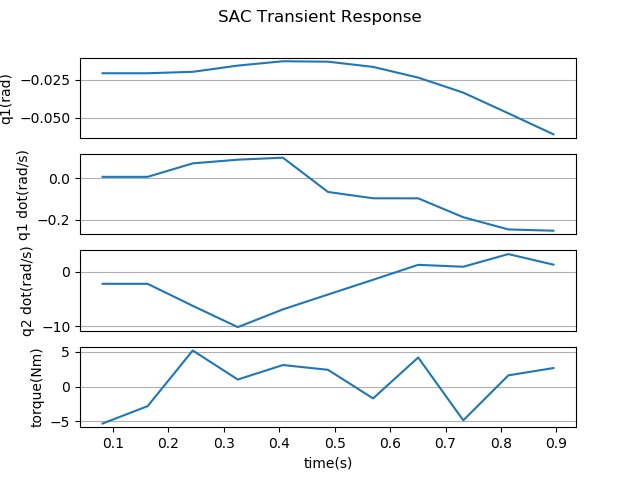 SAC Transient Response
q1(rad)
−0.025
−0.050
q1 dot(rad/s)
0.0
−0.2
q2 dot(rad/s)
0
−10
torque(Nm)
5
0
−5
0.1 0.2 0.3 0.4 0.5 0.6 0.7 0.8 0.9
time(s)